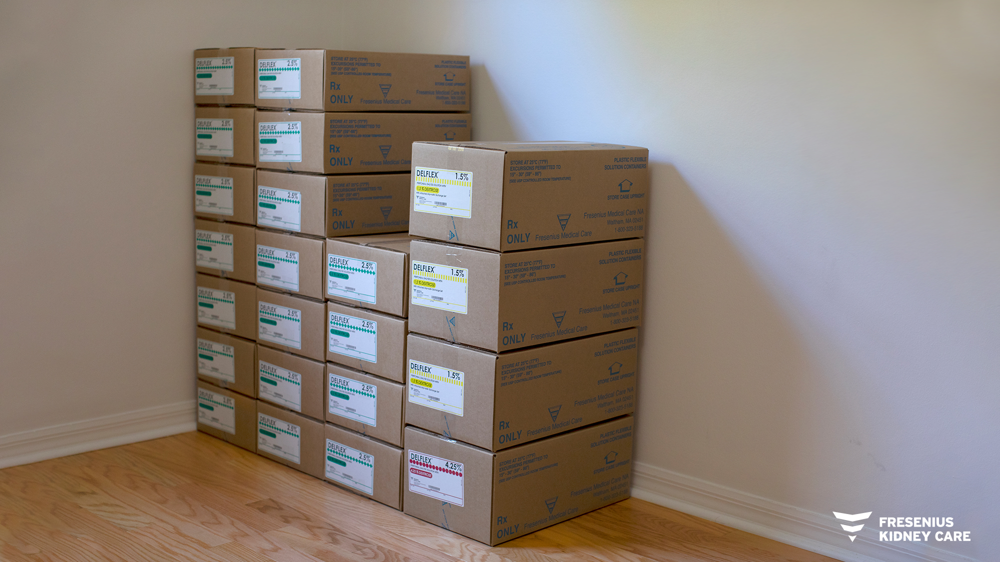 DELFLEX® 2.5%
DELFLEX® 2.5%
STORE AT 25°C (77°F)
EXCURSIONS PERMITTED TO
15°-30° (59°-86°)
[SEE USP CONTROLLED ROOM TEMPERATURE]
Rx
ONLY
Fresenius Medical Care
PLASTIC FLEXIBLE
SOLUTION CONTAINERS
STORE CASE UPRIGHT
Fresenius Medical Care NA
Waltham, MA 02451
1-800-323-5188
DELFLEX 2.5%
DELFLEX 2.5%
STORE AT 25°C (77°F)
EXCURSIONS PERMITTED TO
15°-30° (59°-86°)
[SEE USP CONTROLLED ROOM TEMPERATURE]
Rx
ONLY
Fresenius Medical Care
PLASTIC FLEXIBLE
SOLUTION CONTAINERS
DELFLEX 2.5%
DELFLEX 2.5%
STORE AT 25°C (77°F)
EXCURSIONS PERMITTED TO
15°-30° (59°-86°)
[SEE USP CONTROLLED ROOM TEMPERATURE]
Rx
ONLY
Fresenius Medical Ca
DELFLEX 2.5%
DELFLEX 2.5%
DELFLEX 2.5%
DELFLEX 2.5%
DELFLEX 2.5%
DELFLEX 2.5%
DELFLEX 2.5%
DELFLEX 2.5%
DELFLEX 2.5%
DELFLEX 2.5%
DELFLEX 2.5%
DELFLEX 2.5%
DELFLEX® 1.5%
PERITONEAL DIALYSIS SOLUTION WITH
1.5 % DEXTROSE
with Attached stay•safe Exchange Set
STORE AT 25°C (77°F)
EXCURSIONS PERMITTED TO
15° - 30° (59° - 86°)
[SEE USP CONTROLLED ROOM TEMPERATURE]
Rx
ONLY
Fresenius Medical Care
PLASTIC FLEXIBLE
SOLUTION CONTAINERS
STORE CASE UPRIGHT
Fresenius Medical Care NA
Waltham, MA 02451
1-800-323-5188
DELFLEX® 1.5%
PERITONEAL DIALYSIS SOLUTION WITH
1.5 % DEXTROSE
with Attached stay•safe Exchange Set
STORE AT 25°C (77°F)
EXCURSIONS PERMITTED TO
15° - 30° (59° - 86°)
[SEE USP CONTROLLED ROOM TEMPERATURE]
Rx
ONLY
Fresenius Medical Care
PLASTIC FLEXIBLE
SOLUTION CONTAINERS
STORE CASE UPRIGHT
Fresenius Medical Care NA
Waltham, MA 02451
1-800-323-5188
DELFLEX® 1.5%
PERITONEAL DIALYSIS SOLUTION WITH
1.5 % DEXTROSE
with Attached stay•safe Exchange Set
STORE AT 25°C (77°F)
EXCURSIONS PERMITTED TO
15° - 30° (59° - 86°)
[SEE USP CONTROLLED ROOM TEMPERATURE]
Rx
ONLY
Fresenius Medical Care
PLASTIC FLEXIBLE
SOLUTION CONTAINERS
STORE CASE UPRIGHT
Fresenius Medical Care NA
Waltham, MA 02451
1-800-323-5188
DELFLEX® 4.25%
PERITONEAL DIALYSIS SOLUTION WITH
4.25 % DEXTROSE
STORE AT 25°C (77°F)
EXCURSIONS PERMITTED TO
15° - 30° (59° - 86°)
[SEE USP CONTROLLED ROOM TEMPERATURE]
Rx
ONLY
Fresenius Medical Care
PLASTIC FLEXIBLE
SOLUTION CONTAINERS
STORE CASE UPRIGHT
Fresenius Medical Care NA
Waltham, MA 02451
1-800-323-5188
FRESENIUS
KIDNEY CARE